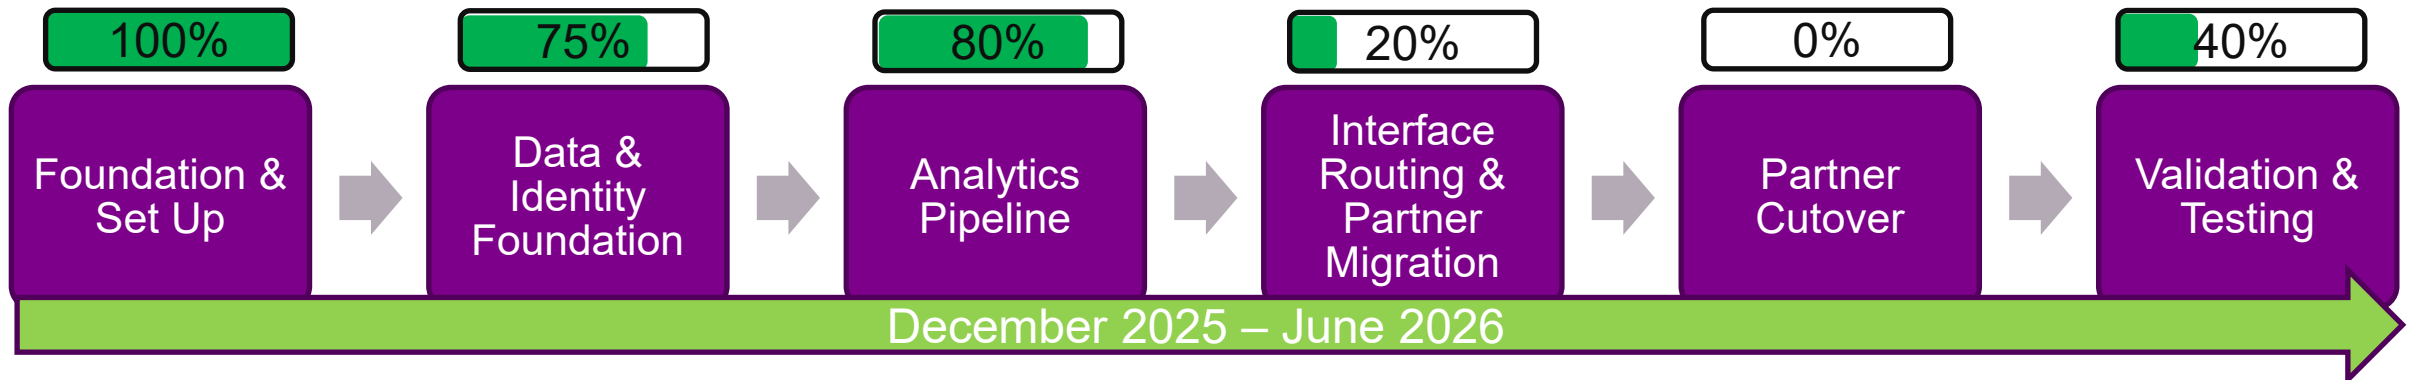 100%
75%
80%
20%
0%
40%
Foundation &
Set Up
Data &
Identity
Foundation
Analytics
Pipeline
Interface
Routing &
Partner
Migration
Partner
Cutover
Validation &
Testing
December 2025 – June 2026